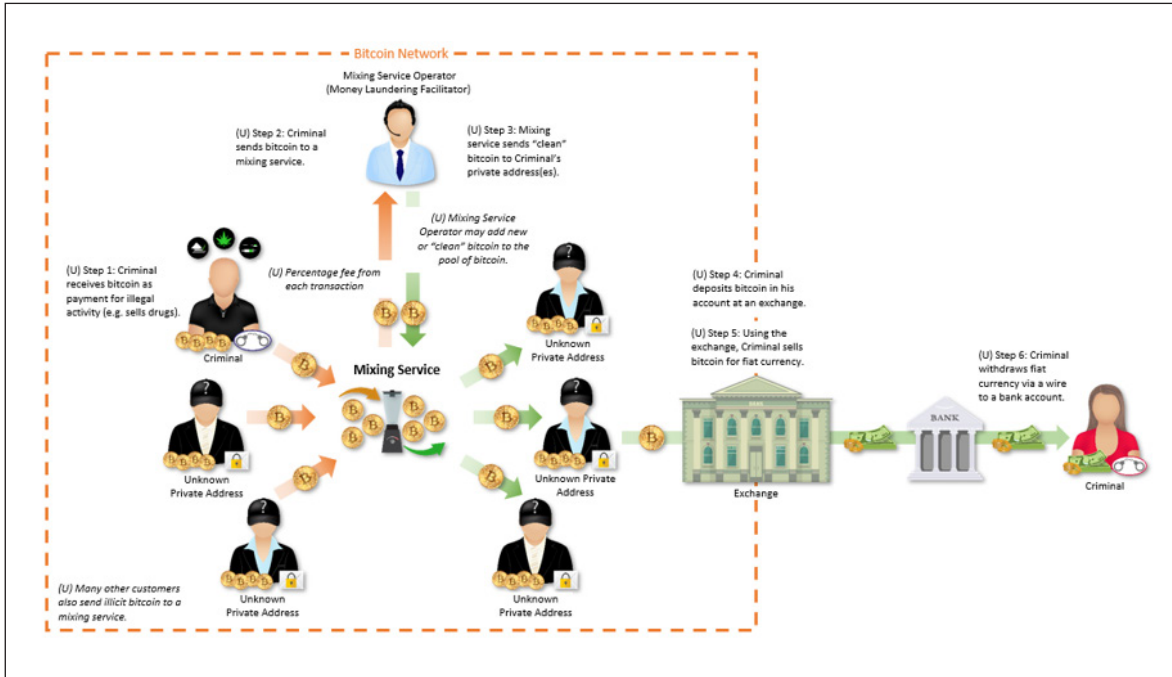 Bitcoin Network
Mixing Service Operator
(Money Laundering Facilitator)
(U) Step 2: Criminal
sends bitcoin to a
mixing service.
(U) Step 3: Mixing
service sends “clean”
bitcoin to Criminal’s
private address(es).
(U) Mixing Service
Operator may add new
or “clean” bitcoin to the
pool of bitcoin.
(U) Step 1: Criminal
receives bitcoin as
payment for illegal
activity (e.g. sells drugs).
(U) Percentage fee from
each transaction
Criminal
?
Unknown
Private Address
Mixing Service
?
Unknown
Private Address
?
Unknown Private
Address
?
Unknown
Private Address
?
Unknown
Private Address
(U) Many other customers
also send illicit bitcoin to a
mixing service.
(U) Step 4: Criminal
deposits bitcoin in his
account at an exchange.
(U) Step 5: Using the
exchange, Criminal sells
bitcoin for fiat currency.
Exchange
BANK
(U) Step 6: Criminal
withdraws fiat
currency via a wire
to a bank account.
Criminal